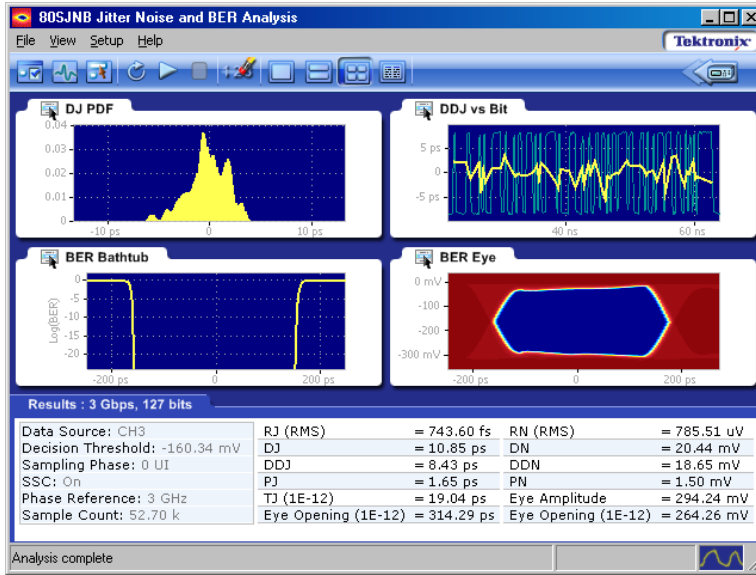 80SJNB Jitter Noise and BER Analysis
File View Setup Help
Tektronix
DJ PDF
0.04
0.03
0.02
0.01
0
-10 ps 0 10 ps
DDJ vs Bit
5 ps
-5 ps
40 ns 60 ns
BER Bathtub
Log(BER)
0
-5
-10
-15
-20
-200 ps 0 200 ps
BER Eye
0 mV
-100
-200
-300 mV
-200 ps 0 200 ps
Results : 3 Gbps, 127 bits
Data Source: CH3
Decision Threshold: -160.34 mV
Sampling Phase: 0 UI
SSC: On
Phase Reference: 3 GHz
Sample Count: 52.70 k
RJ (RMS) = 743.60 fs
DJ = 10.85 ps
DDJ = 8.43 ps
PJ = 1.65 ps
TJ (1E-12) = 19.04 ps
Eye Opening (1E-12) = 314.29 ps
RN (RMS) = 785.51 uV
DN = 20.44 mV
DDN = 18.65 mV
PN = 1.50 mV
Eye Amplitude = 294.24 mV
Eye Opening (1E-12) = 264.26 mV
Analysis complete